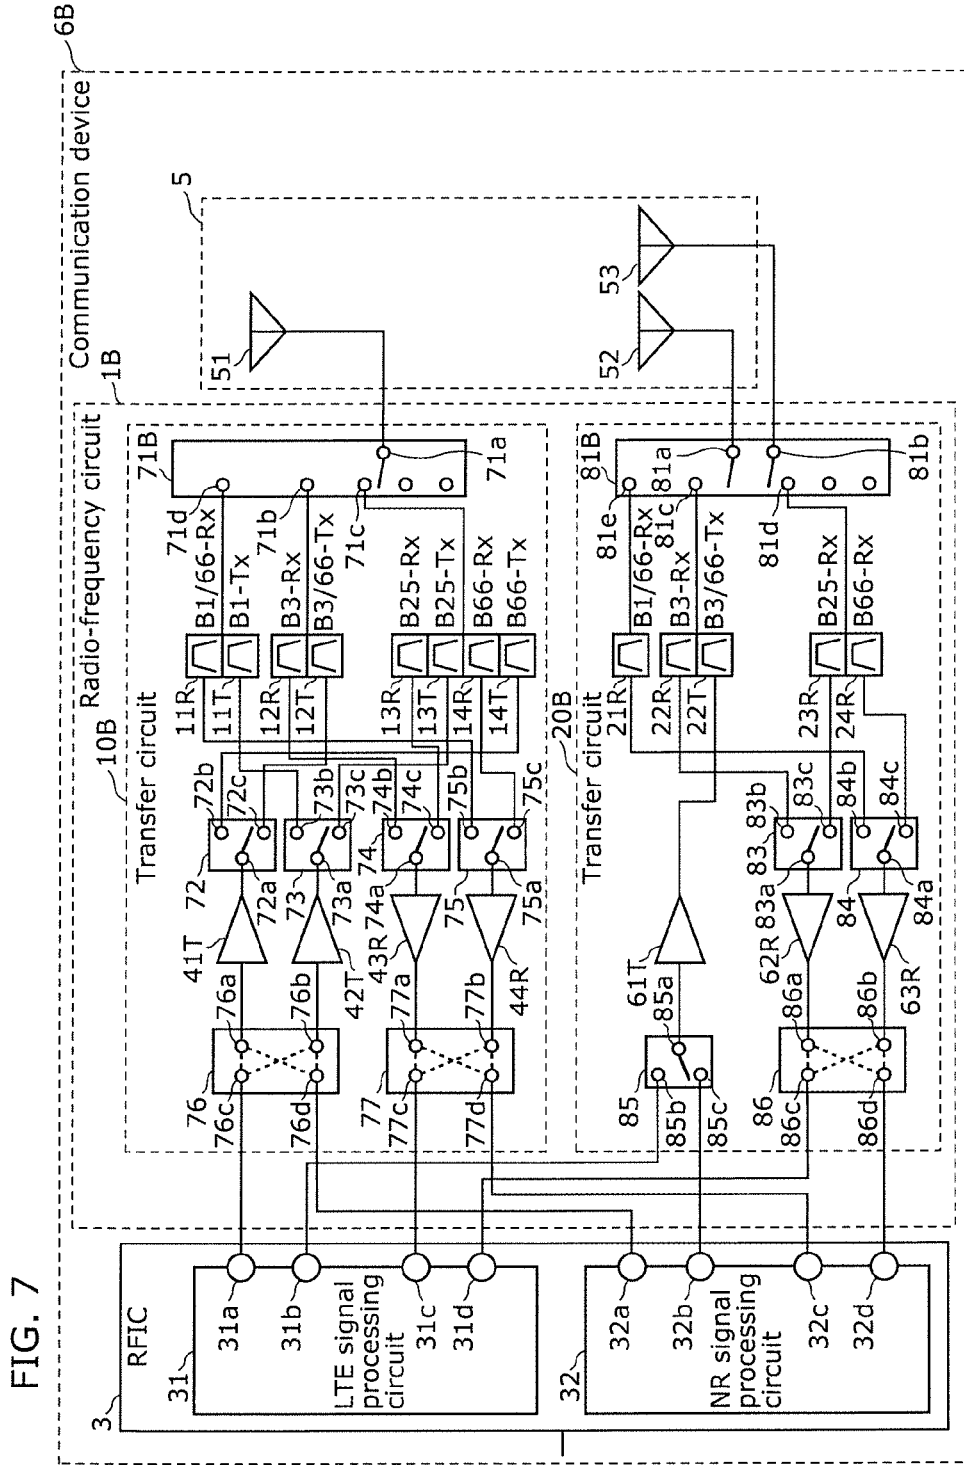 FIG. 7
6B
Communication device
5
51
52
53
1B
Radio-frequency circuit
10B
Transfer circuit
71B
71a
71d
71b
71c
B1/66-Rx
B1-Tx
B3-Rx
B3/66-Tx
B25-Rx
B25-Tx
B66-Rx
B66-Tx
11R
11T
12R
12T
13R
13T
14R
14T
72b
72c
73b
73c
74b
74c
75b
75c
72
72a
73
73a
74
74a
75
75a
41T
42T
43R
44R
76a
76b
77a
77b
76
76c
76d
77
77c
77d
20B
Transfer circuit
81B
81a
81b
81e
81c
81d
B1/66-Rx
B3-Rx
B3/66-Tx
B25-Rx
B66-Rx
21R
22R
22T
23R
24R
83b
83c
84b
84c
83
83a
84
84a
61T
62R
63R
85a
86a
86b
85
85b
85c
86
86c
86d
3
RFIC
31
31a
31b
31c
31d
LTE signal
processing
circuit
32
32a
32b
32c
32d
NR signal
processing
circuit